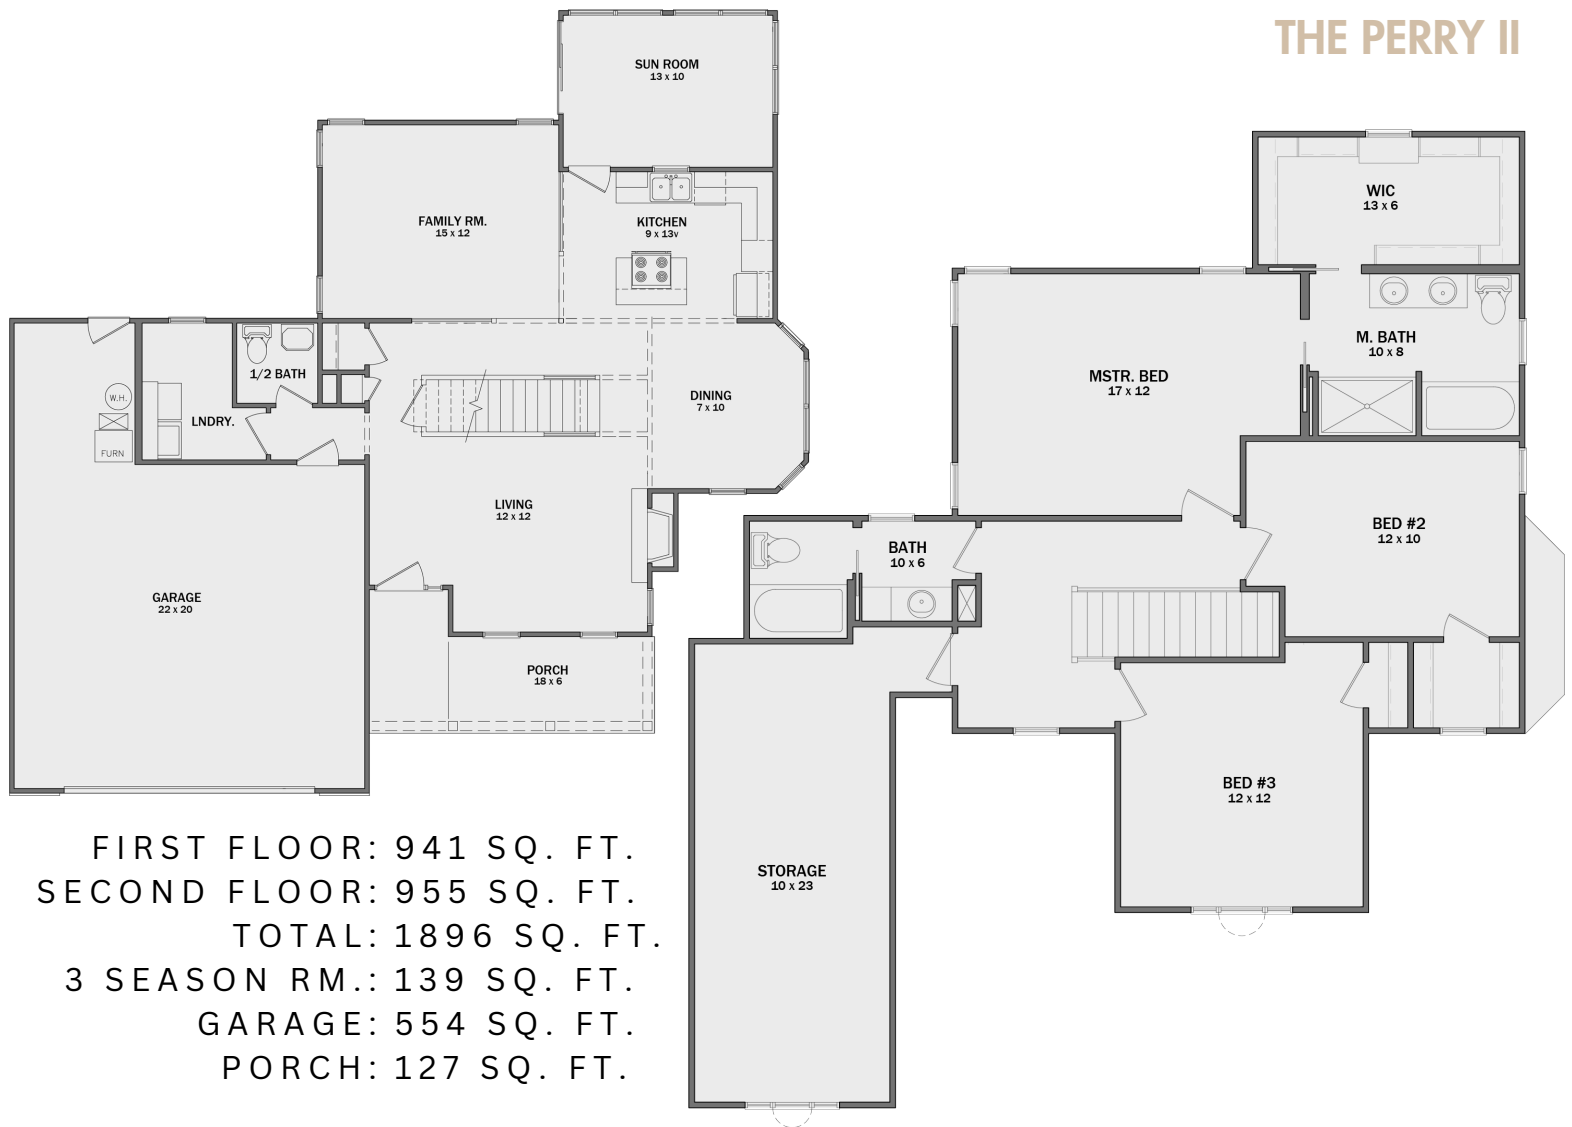 THE PERRY II
SUN ROOM
13 x 10
FAMILY RM.
15 x 12
KITCHEN
9 x 13v
1/2 BATH
W.H.
LNDRY.
FURN
DINING
7 x 10
LIVING
12 x 12
GARAGE
22 x 20
PORCH
18 x 6
WIC
13 x 6
M. BATH
10 x 8
MSTR. BED
17 x 12
BED #2
12 x 10
BATH
10 x 6
BED #3
12 x 12
STORAGE
10 x 23
FIRST FLOOR: 941 SQ. FT.
SECOND FLOOR: 955 SQ. FT.
TOTAL: 1896 SQ. FT.
3 SEASON RM.: 139 SQ. FT.
GARAGE: 554 SQ. FT.
PORCH: 127 SQ. FT.